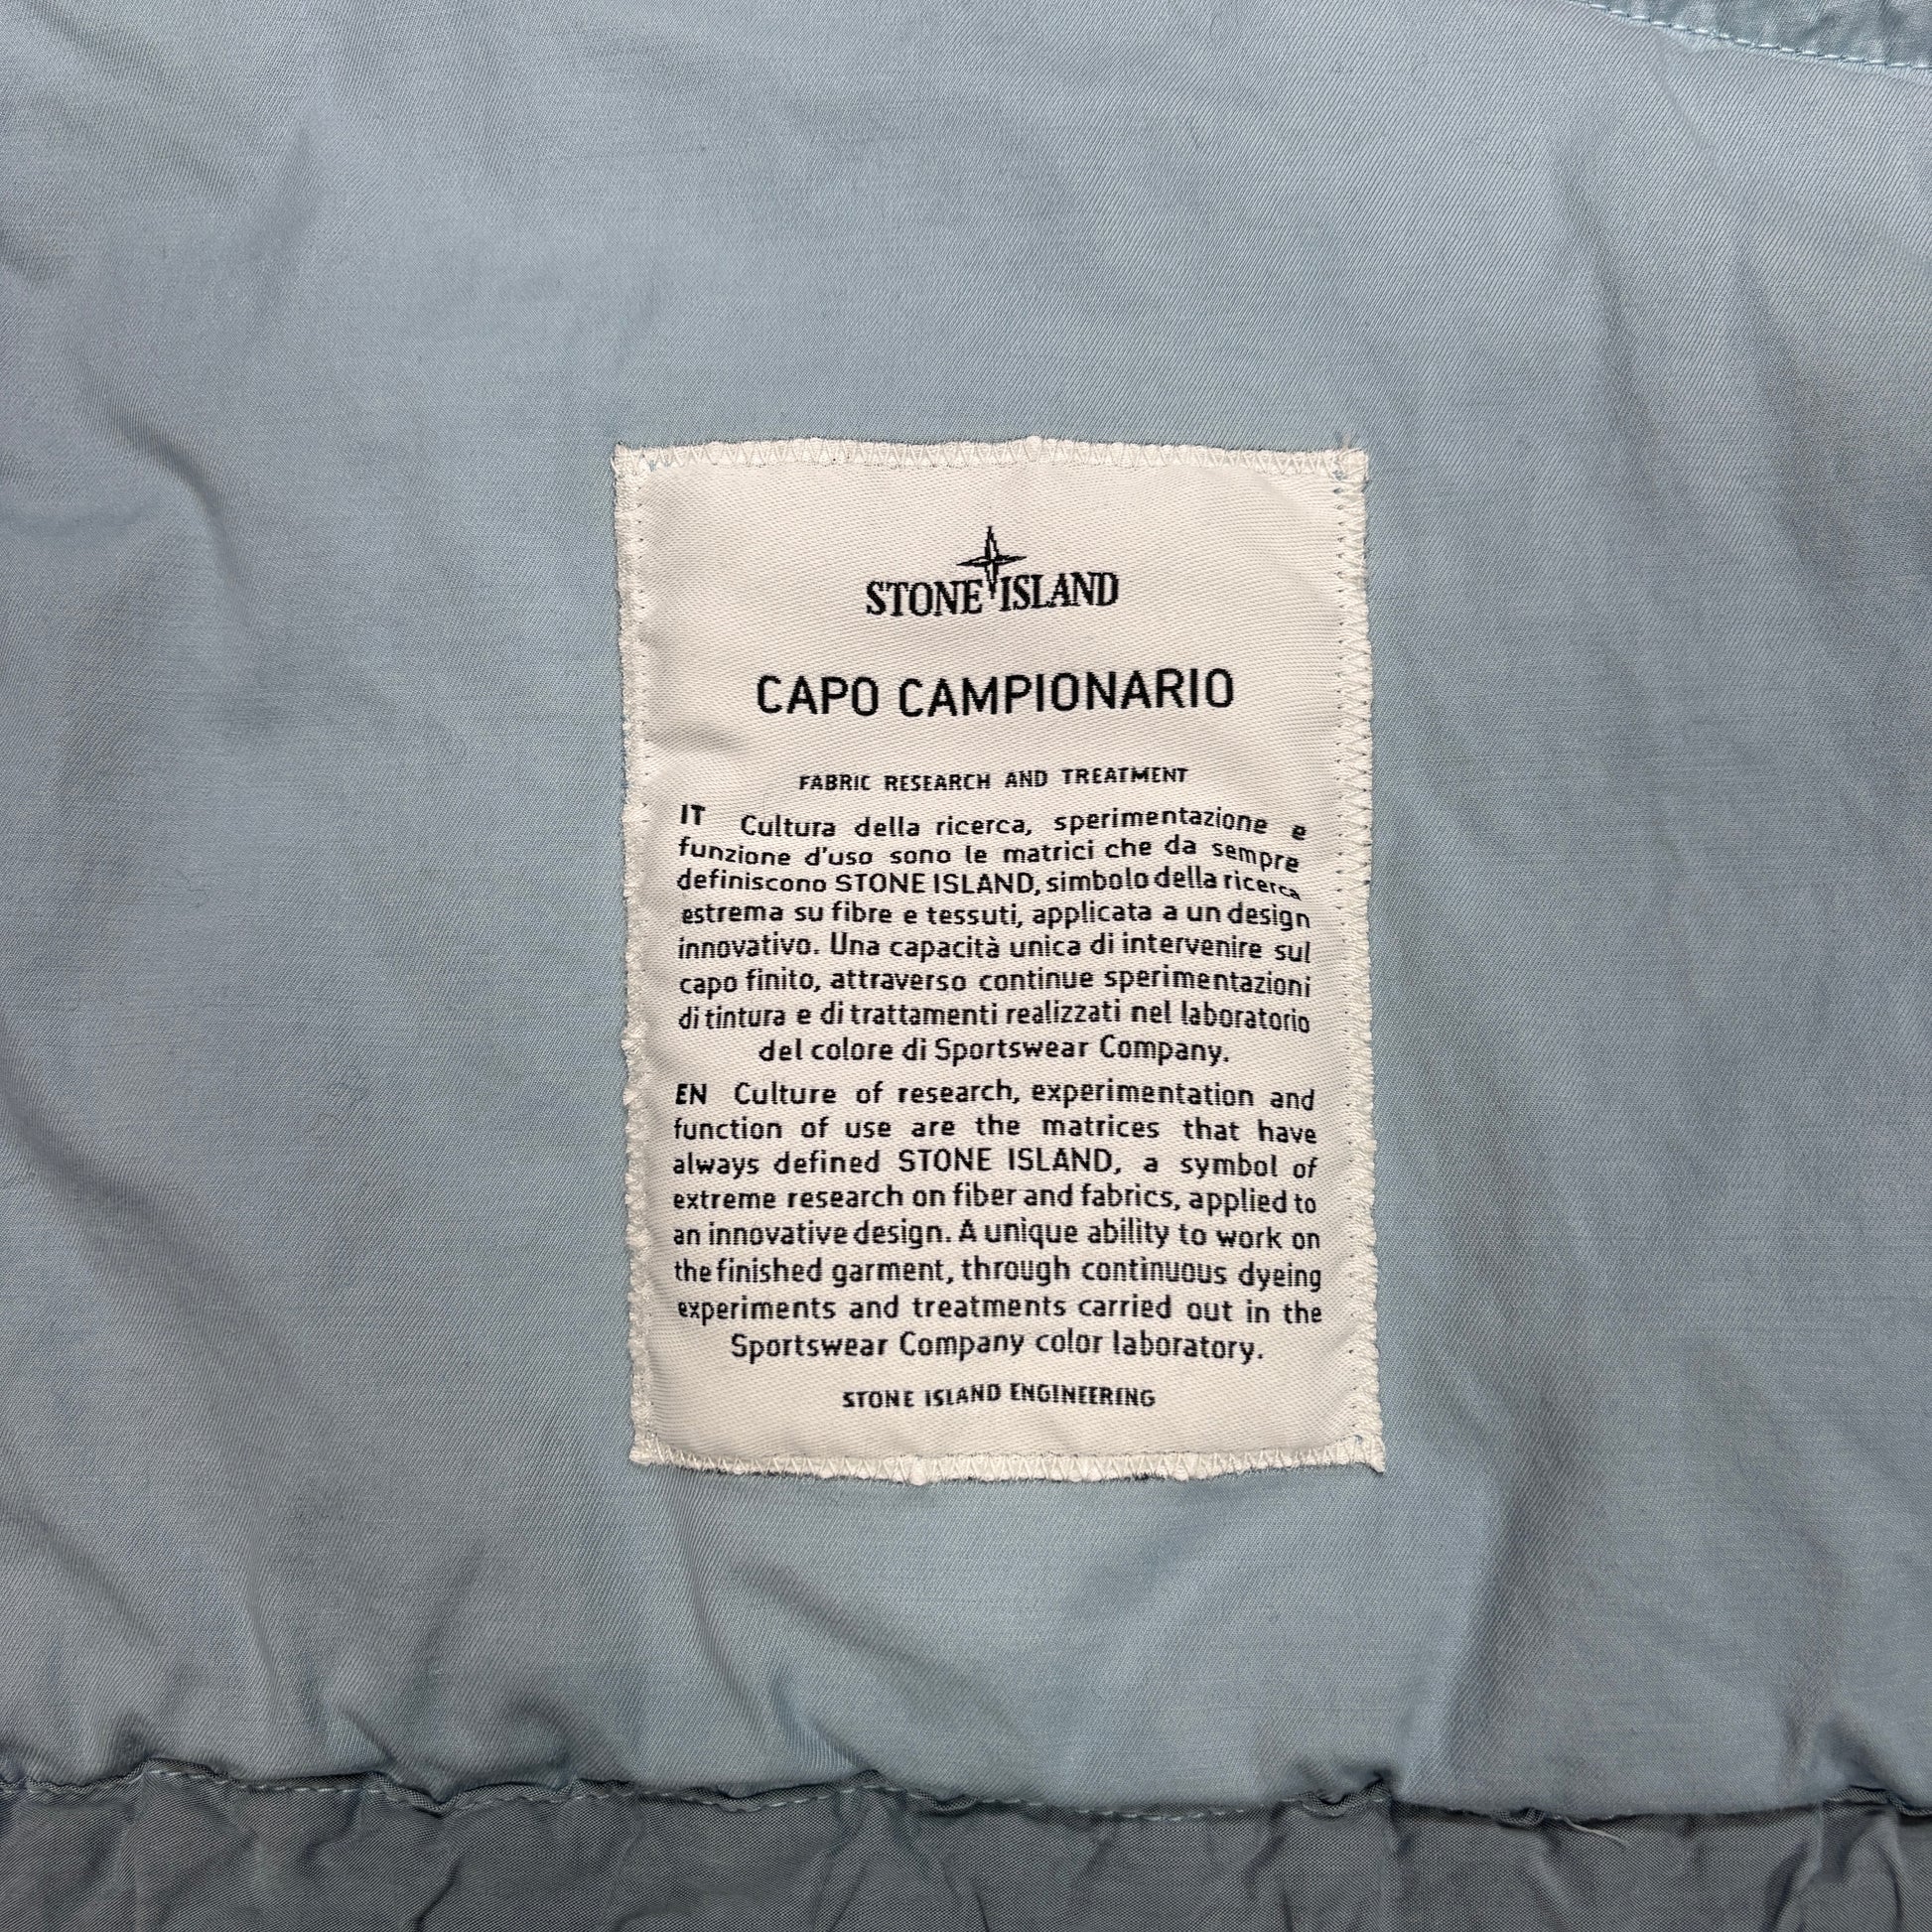 STONE ISLAND
CAPO CAMPIONARIO
FABRIC RESEARCH AND TREATMENT
IT Cultura della ricerca, sperimentazione e
funzione d'uso sono le matrici che da sempre
definiscono STONE ISLAND, simbolo della ricerca
estrema su fibre e tessuti, applicata a un design
innovativo. Una capacità unica di intervenire sul
capo finito, attraverso continue sperimentazioni
di tintura e di trattamenti realizzati nel laboratorio
del colore di Sportswear Company.
EN Culture of research, experimentation and
function of use are the matrices that have
always defined STONE ISLAND, a symbol of
extreme research on fiber and fabrics, applied to
an innovative design. A unique ability to work on
the finished garment, through continuous dyeing
experiments and treatments carried out in the
Sportswear Company color laboratory.
STONE ISLAND ENGINEERING